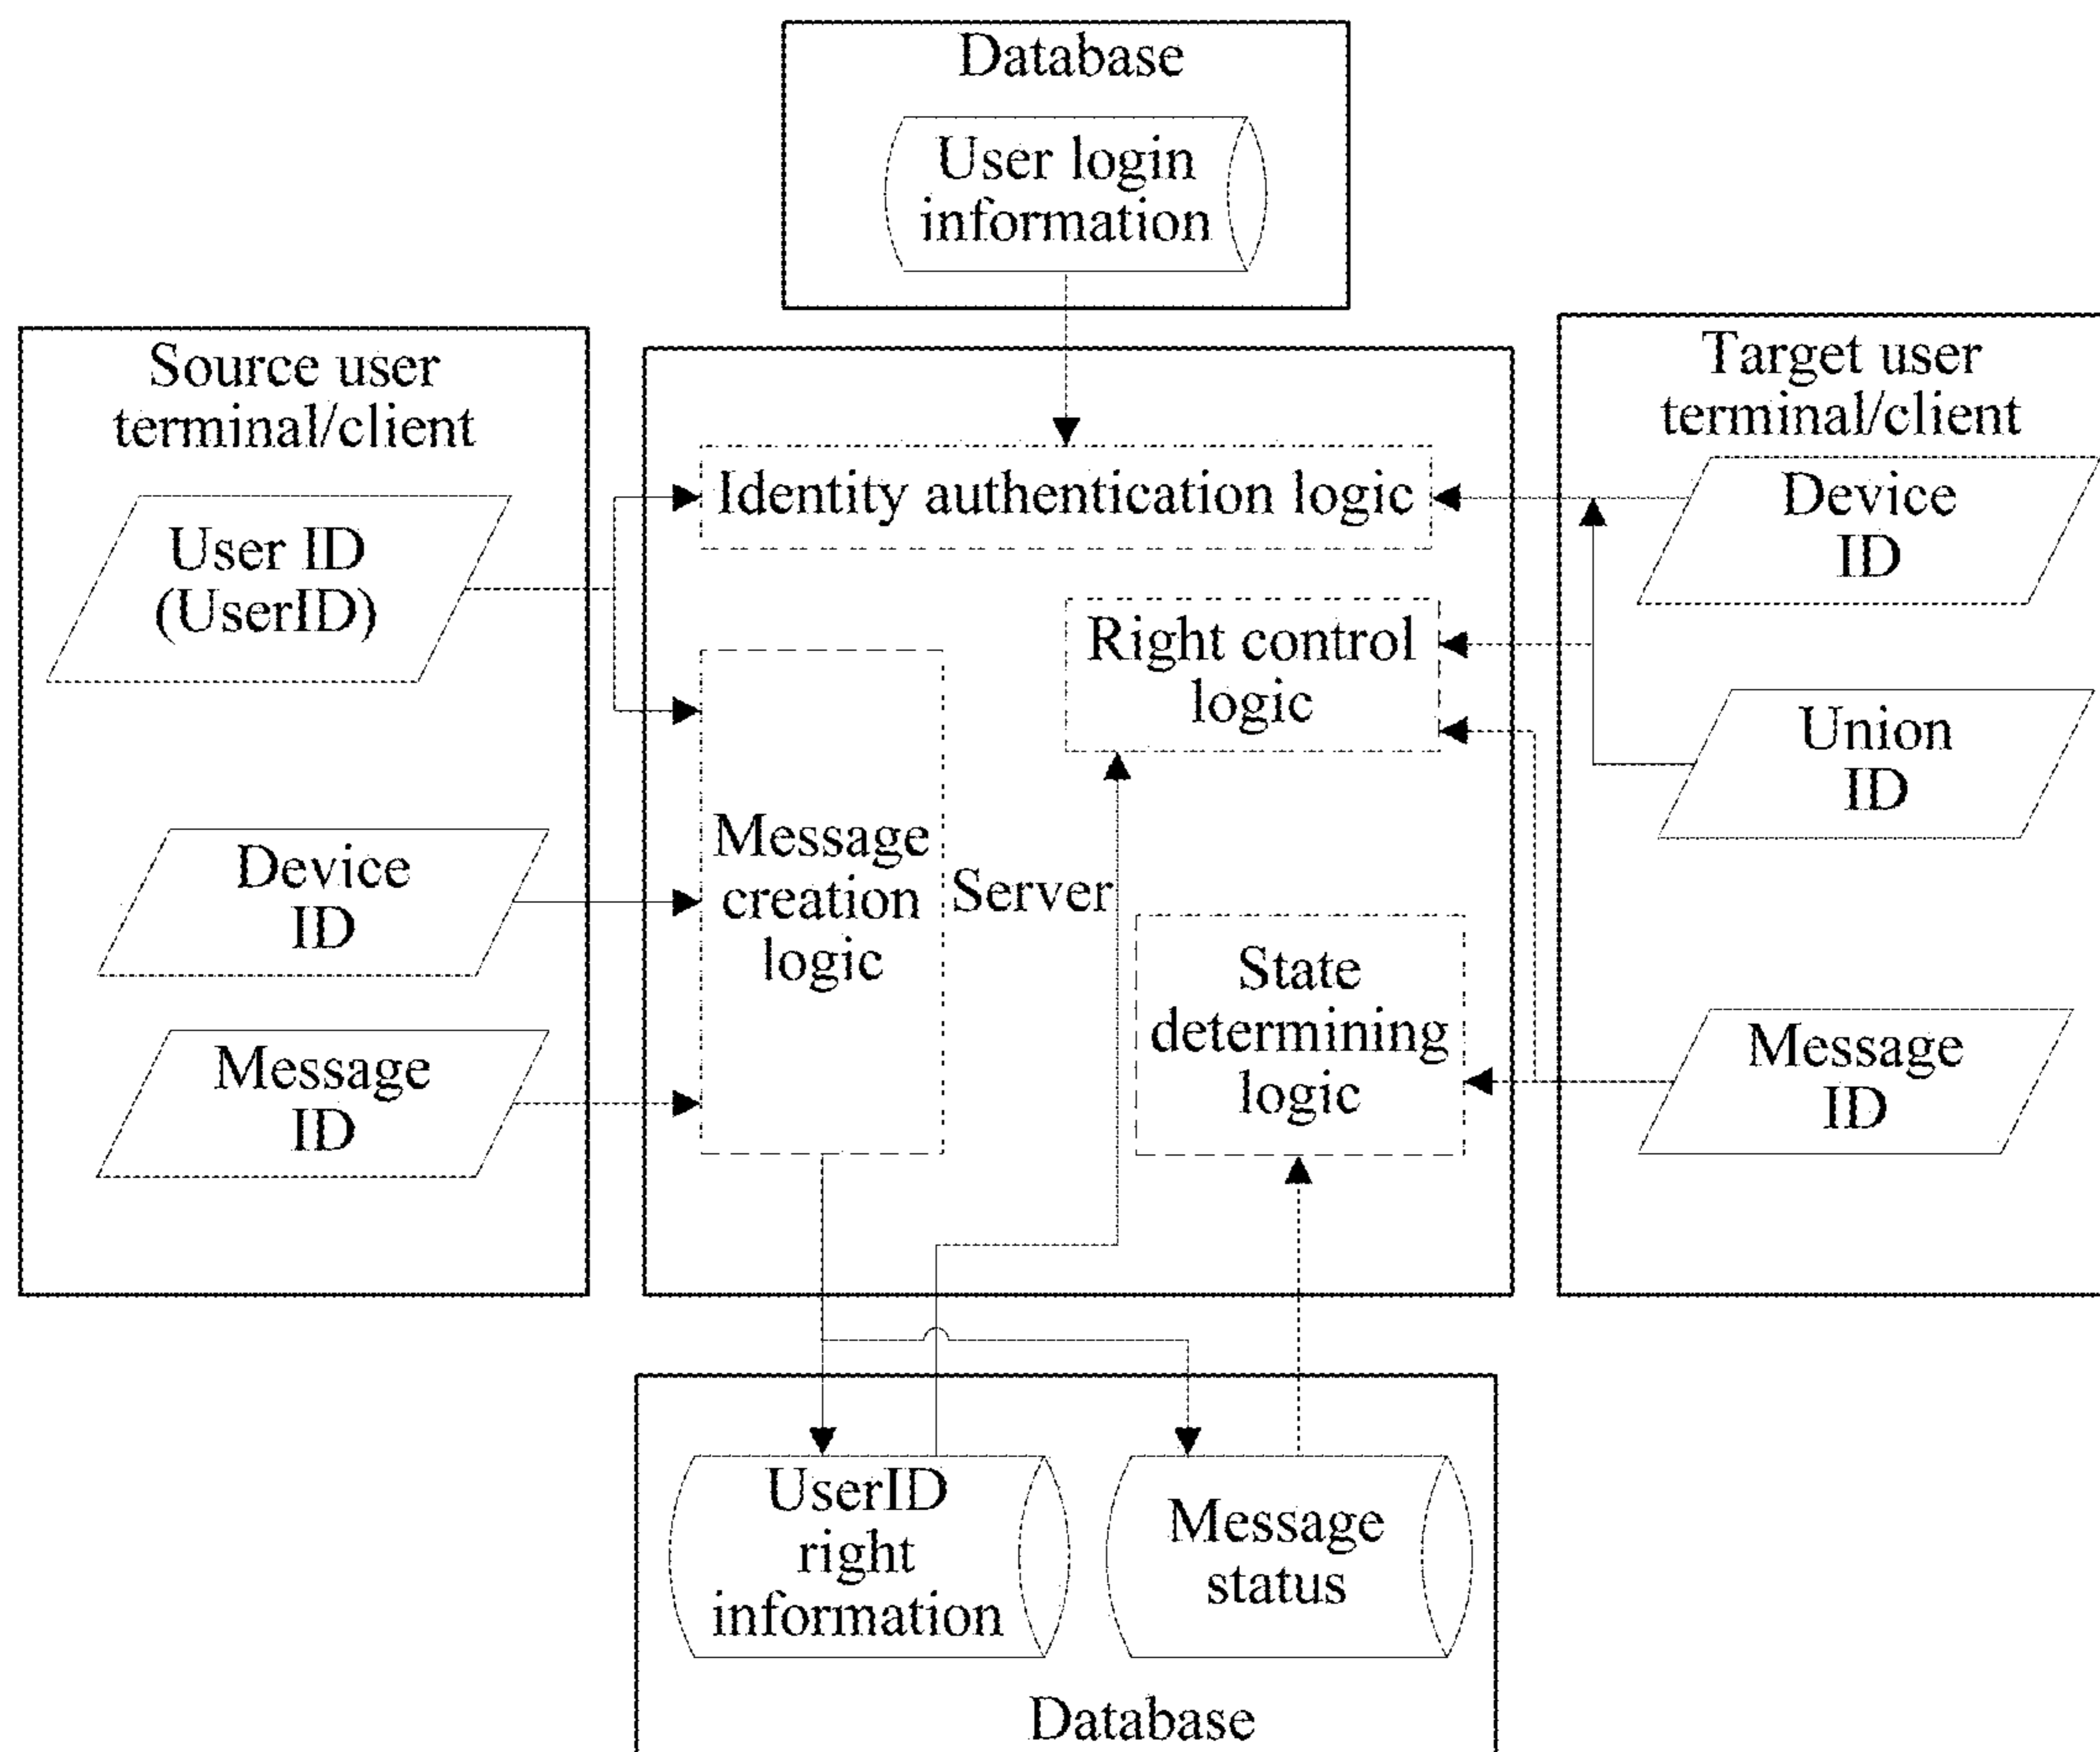 Database
User login
information
Source user
terminal/client
User ID
(UserID)
Device
ID
Message
ID
Identity authentication logic
Right control
logic
Message
creation
logic
Server
State
determining
logic
Target user
terminal/client
Device
ID
Union
ID
Message
ID
UserID
right
information
Message
status
Database